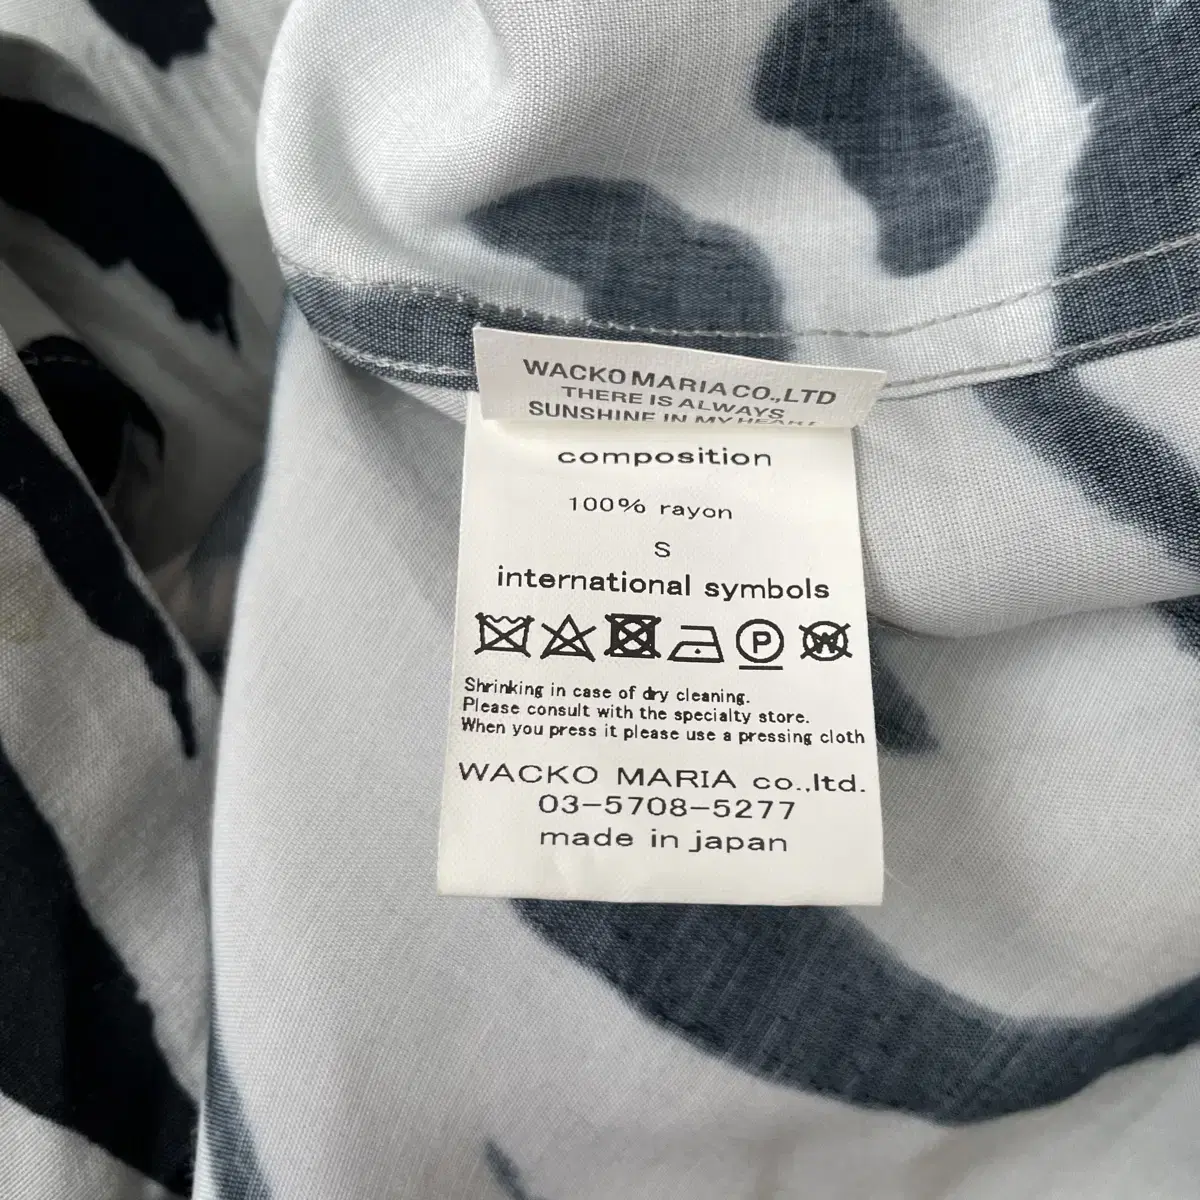 WACKO MARIA CO.,LTD
THERE IS ALWAYS
SUNSHINE IN MY HEART
composition
100% rayon
S
international symbols
P W
Shrinking in case of dry cleaning.
Please consult with the specialty store.
When you press it please use a pressing cloth
WACKO MARIA co.,ltd.
03-5708-5277
made in japan